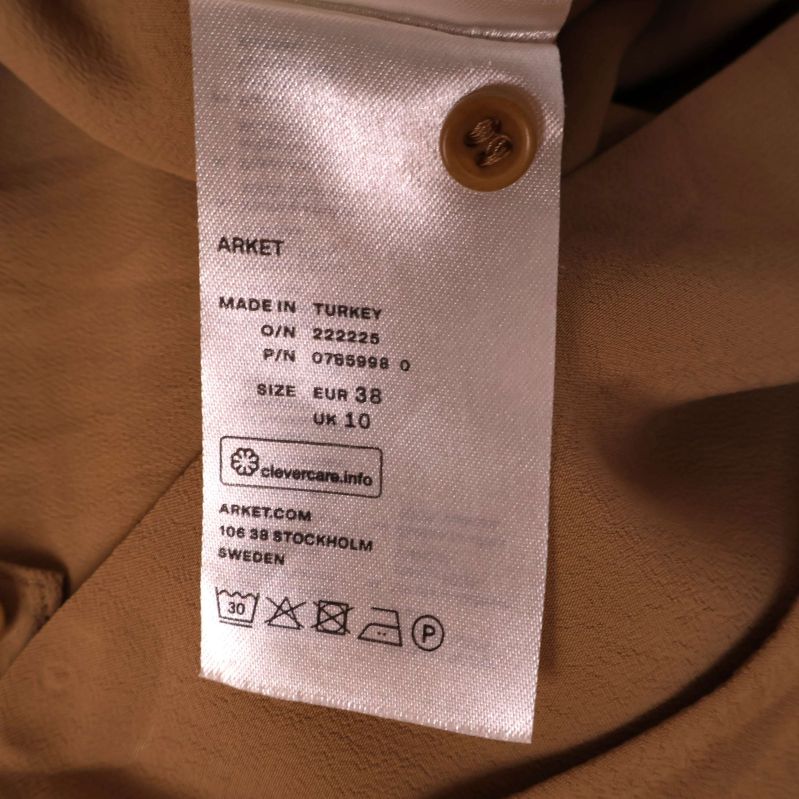 ARKET
MADE IN TURKEY
O/N 222225
P/N 0765998 0
SIZE EUR 38
UK 10
clevercare.info
ARKET.COM
106 38 STOCKHOLM
SWEDEN
30
P